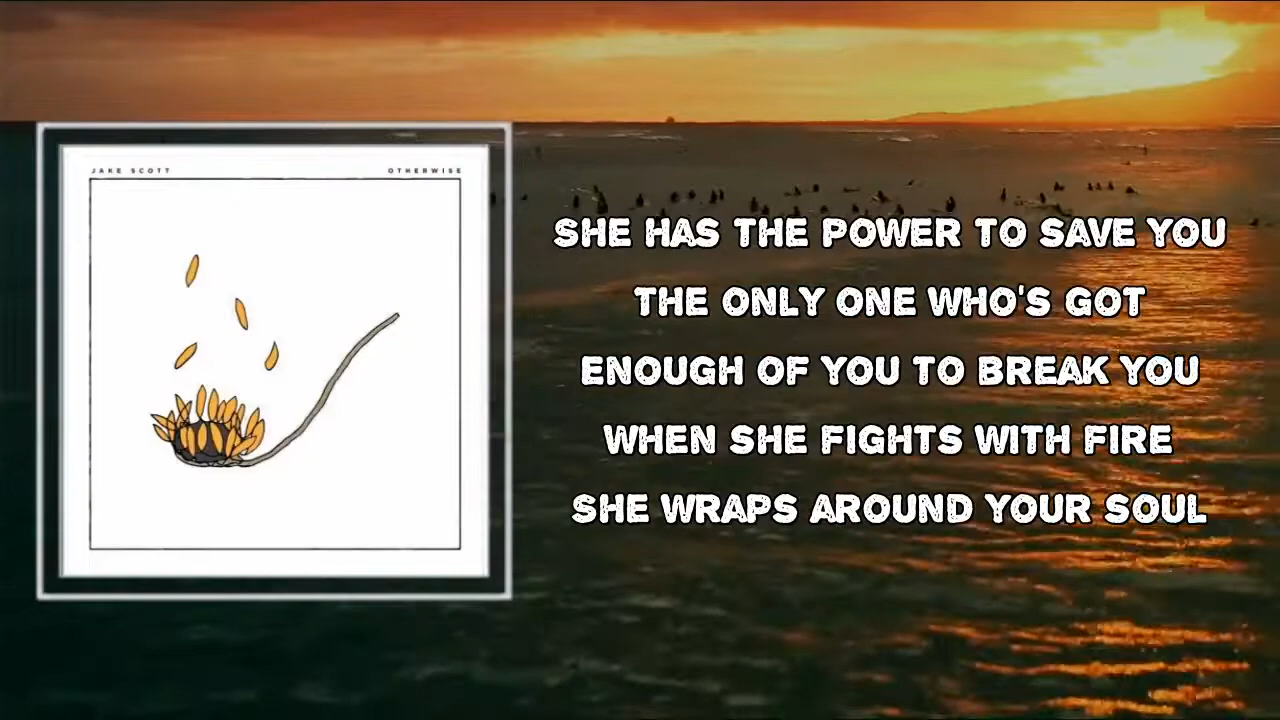 JAKE SCOTT
OTHERWISE
SHE HAS THE POWER TO SAVE YOU
THE ONLY ONE WHO'S GOT
ENOUGH OF YOU TO BREAK YOU
WHEN SHE FIGHTS WITH FIRE
SHE WRAPS AROUND YOUR SOUL